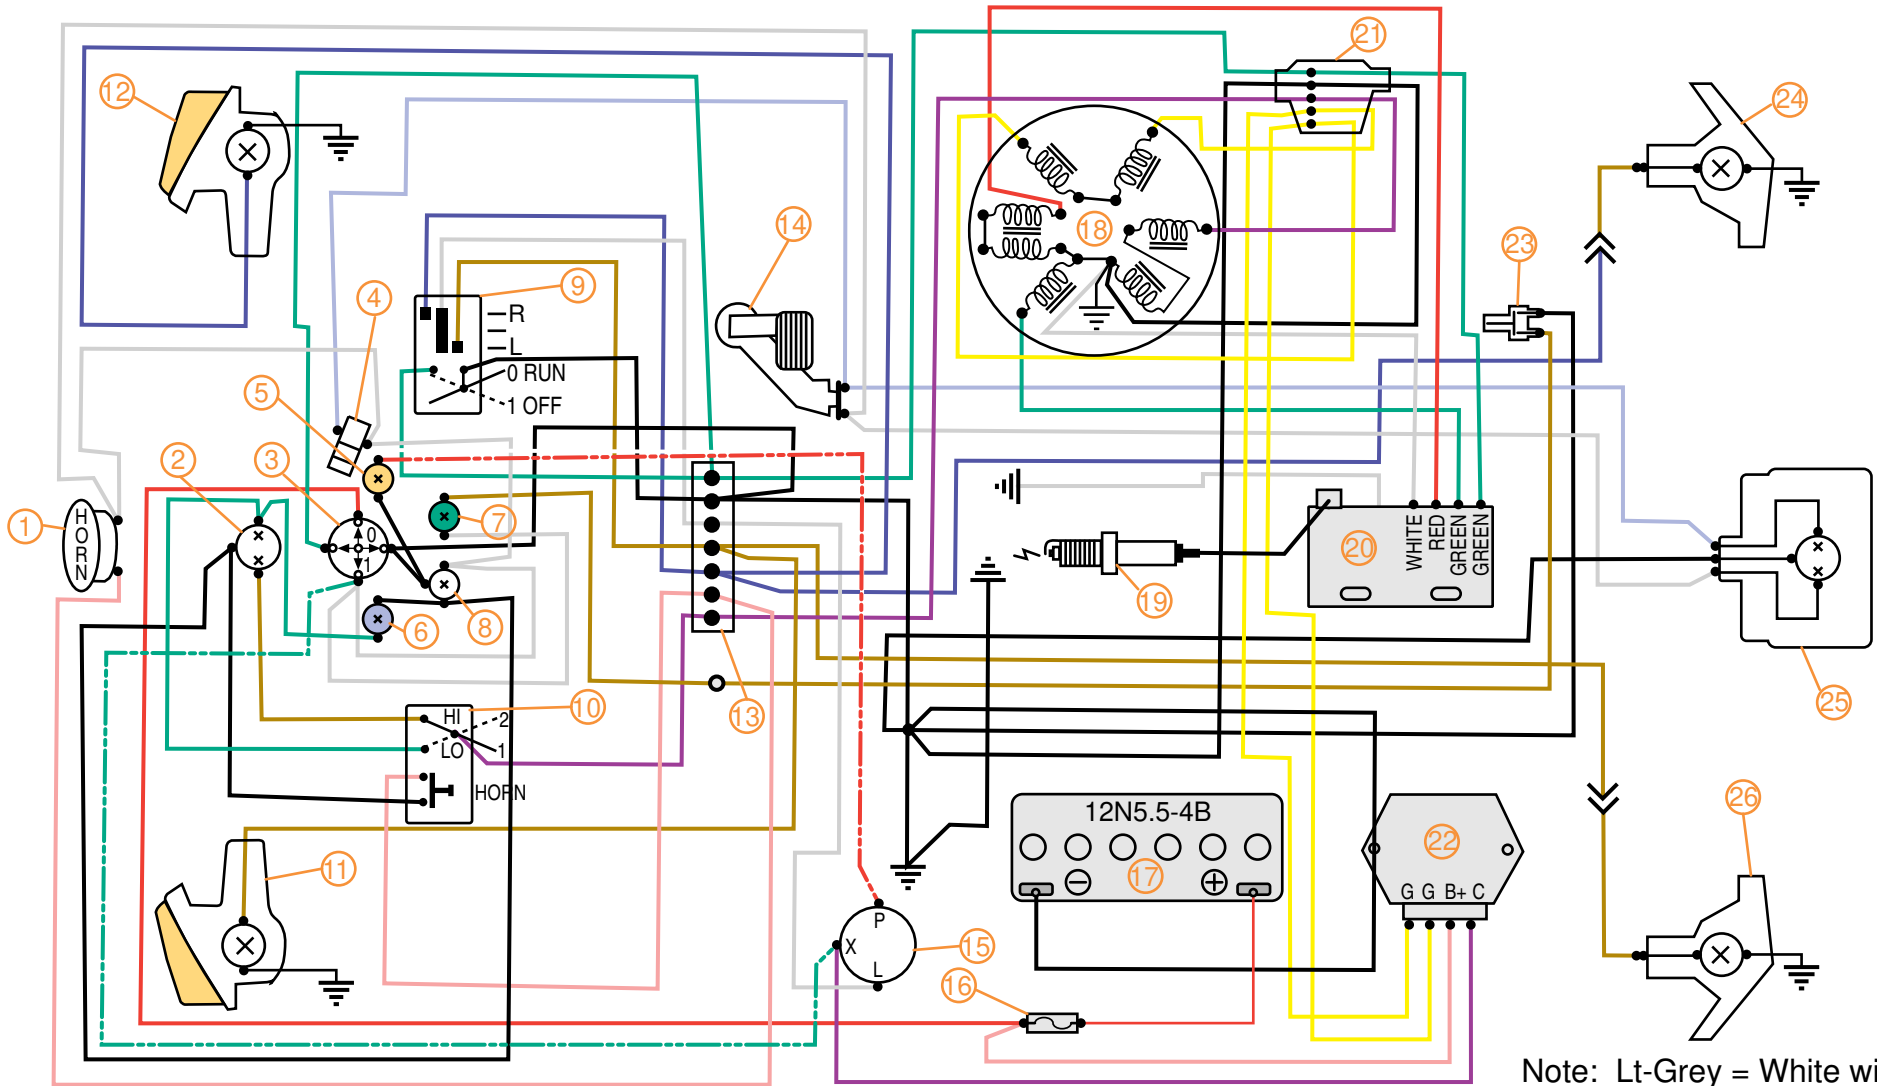 21
12
24
14
18
23
4
9
R
L
0 RUN
1 OFF
5
2
3
1
HORN
0
1
7
6
8
20
WHITE
RED
GREEN
GREEN
19
25
13
10
HI
2
LO
1
HORN
12N5.5-4B
17
22
G G B+ C
26
11
P
X
L
15
16
Note: Lt-Grey = White wi